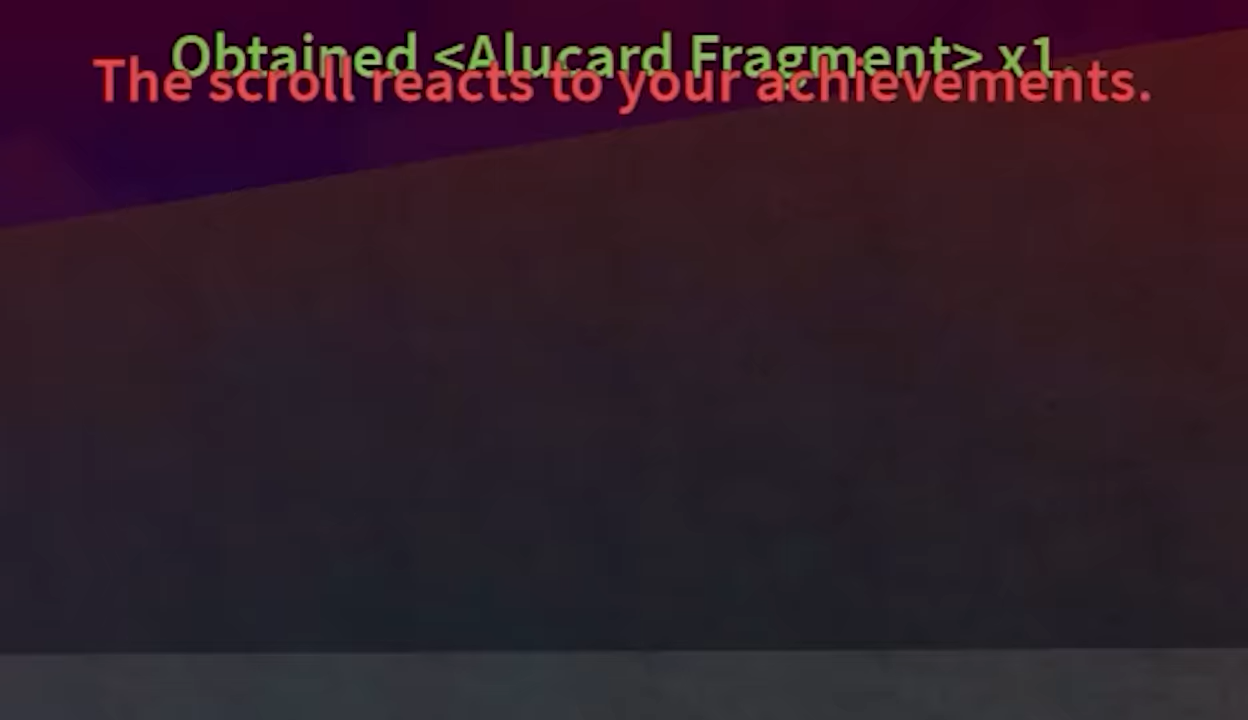 Obtained <Alucard Fragment> x1.
The scroll reacts to your achievements.